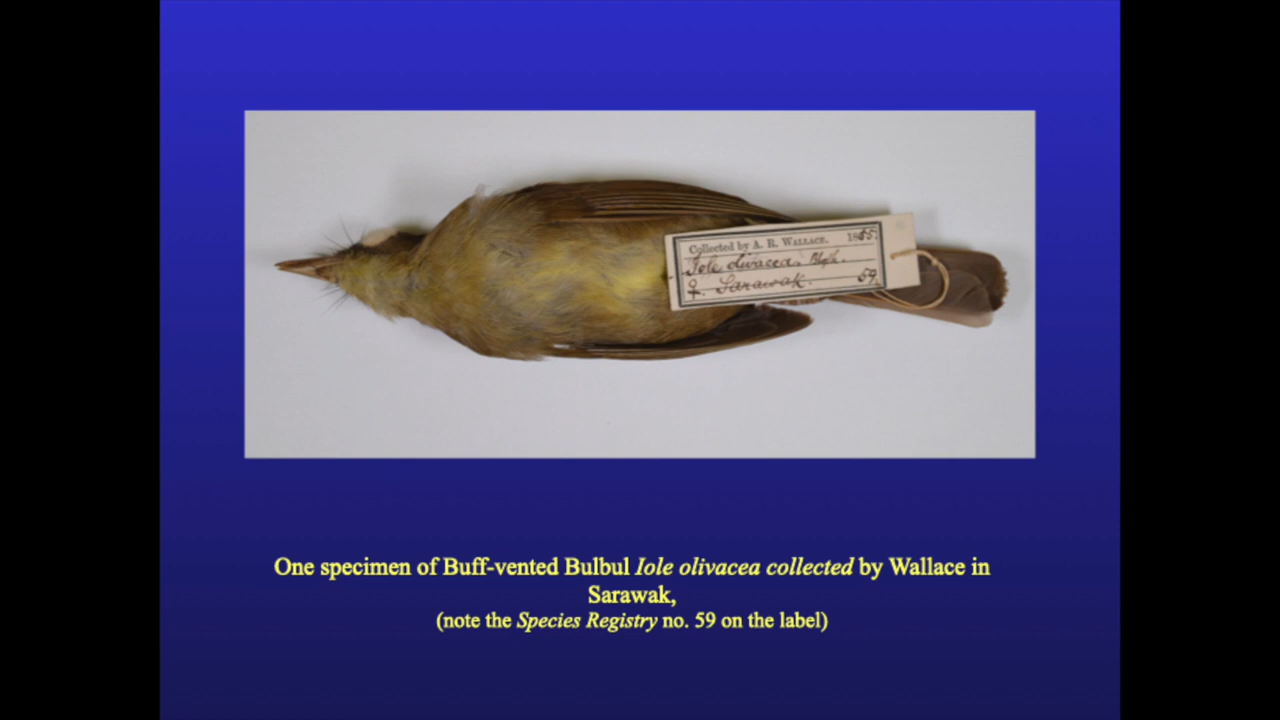 Collected by A. R. WALLACE. 1855.
Iole olivacea. Blyth.
♀. Sarawak. 59.
One specimen of Buff-vented Bulbul Iole olivacea collected by Wallace in
Sarawak,
(note the Species Registry no. 59 on the label)